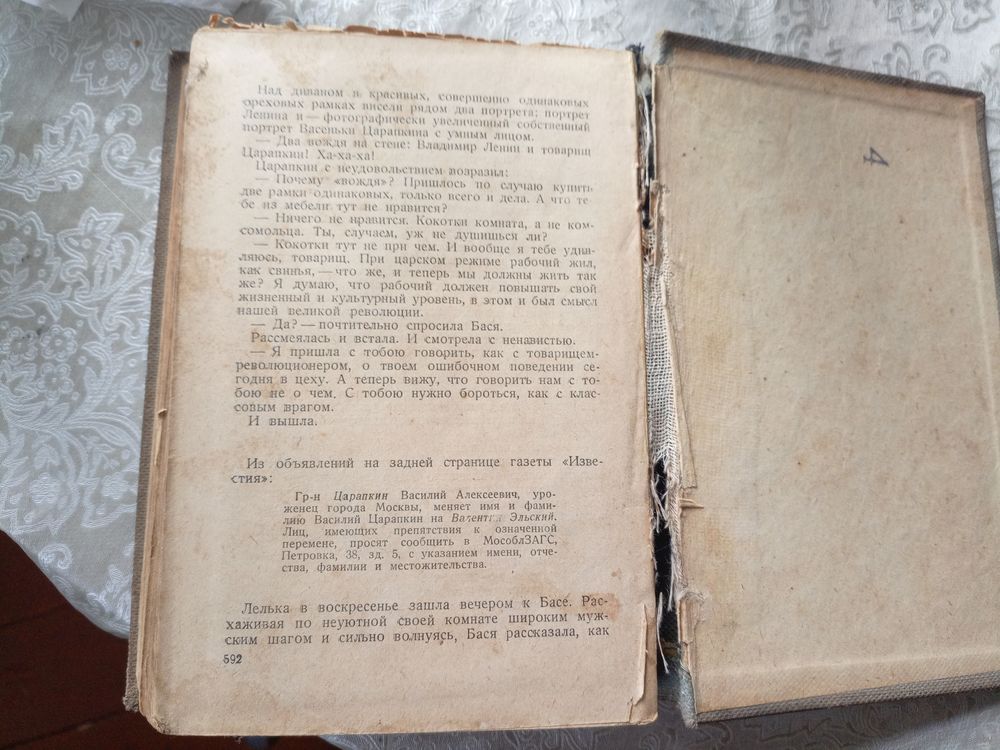 Над диваном в красивых, совершенно одинаковых
ореховых рамках висели рядом два портрета: портрет
Ленина и — фотографически увеличенный собственный
портрет Васеньки Царапкина с умным лицом.
— Два вождя на стене: Владимир Ленин и товарищ
Царапкин! Ха-ха-ха!
Царапкин с неудовольствием возразил:
— Почему «вождя»? Пришлось по случаю купить
две рамки одинаковых, только всего и дела. А что те-
бе из мебели тут не нравится?
— Ничего не нравится. Кокотки комната, а не ком-
сомольца. Ты, случаем, уж не душишься ли?
— Кокотки тут не при чем. И вообще я тебе удив-
ляюсь, товарищ. При царском режиме рабочий жил,
как свинья, — что же, и теперь мы должны жить так
же? Я думаю, что рабочий должен повышать свой
жизненный и культурный уровень, в этом и был смысл
нашей великой революции.
— Да? — почтительно спросила Бася.
Рассмеялась и встала. И смотрела с ненавистью.
— Я пришла с тобою говорить, как с товарищем-
революционером, о твоем ошибочном поведении се-
годня в цеху. А теперь вижу, что говорить нам с то-
бою не о чем. С тобою нужно бороться, как с клас-
совым врагом.
И вышла.
Из объявлений на задней странице газеты «Изве-
стия»:
Гр-н Царапкин Василий Алексеевич, уро-
женец города Москвы, меняет имя и фами-
лию Василий Царапкин на Валентин Эльский.
Лиц, имеющих препятствия к означенной
перемене, просят сообщить в МособлЗАГС,
Петровка, 38, зд. 5, с указанием имени, отче-
ства, фамилии и местожительства.
Лелька в воскресенье зашла вечером к Басе. Рас-
хаживая по неуютной своей комнате широким муж-
ским шагом и сильно волнуясь, Бася рассказала, как
592
4